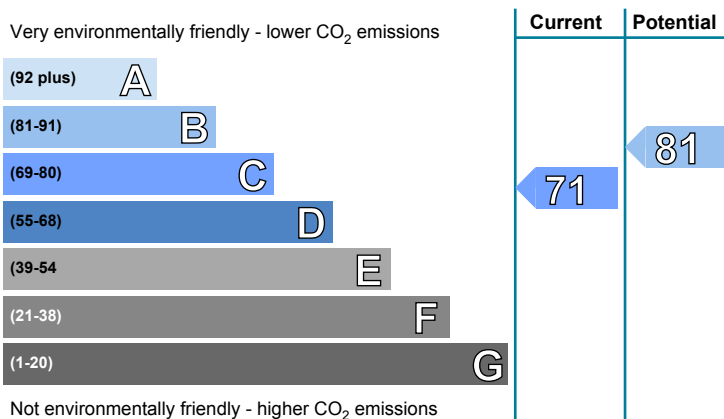 Current Potential
Very environmentally friendly - lower CO2 emissions
(92 plus) A
(81-91) B
81
(69-80) C
71
(55-68) D
(39-54 E
(21-38) F
(1-20) G
Not environmentally friendly - higher CO2 emissions